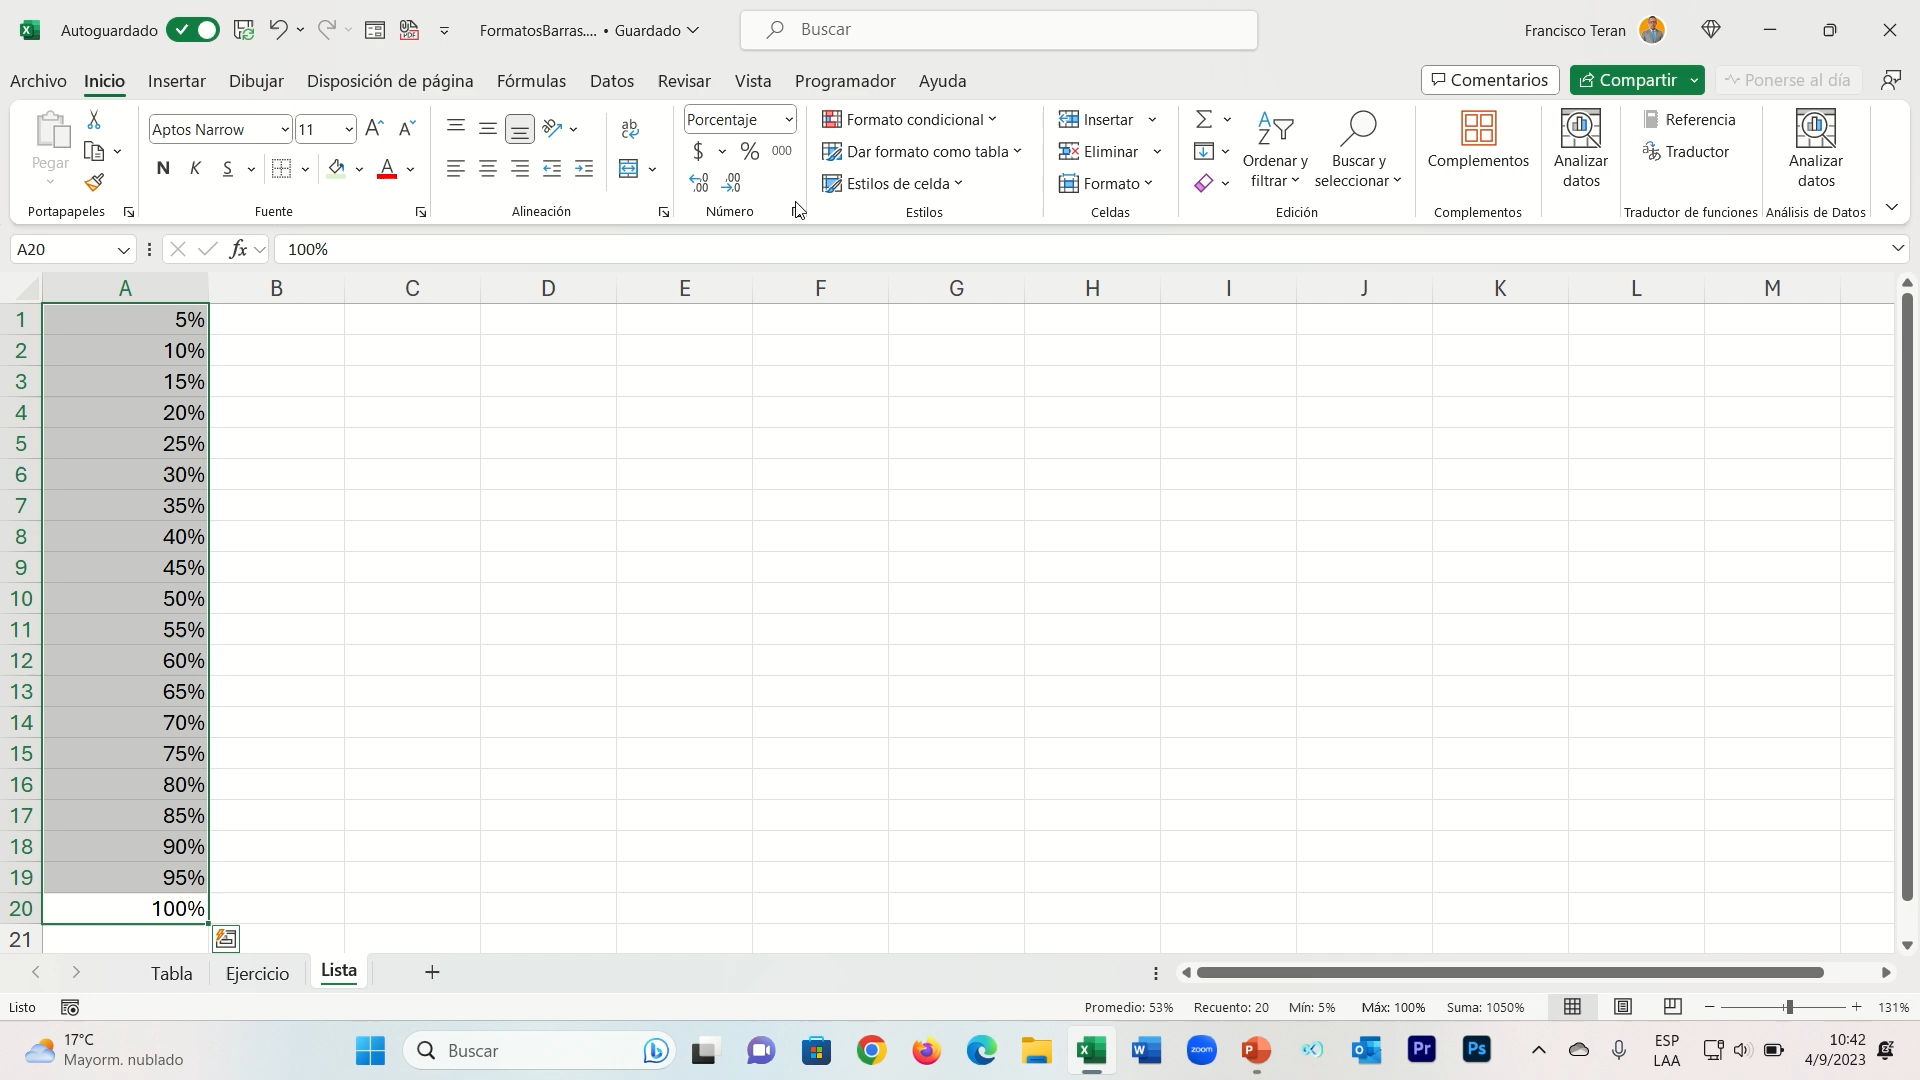 Autoguardado
FormatosBarras.... • Guardado
Buscar
Francisco Teran
Archivo Inicio Insertar Dibujar Disposición de página Fórmulas Datos Revisar Vista Programador Ayuda
Comentarios
Compartir
Ponerse al día
Pegar
Portapapeles
Aptos Narrow 11
N K S
Fuente
Alineación
Porcentaje
$ % 000
Número
Formato condicional
Dar formato como tabla
Estilos de celda
Estilos
Insertar
Eliminar
Formato
Celdas
Ordenar y
filtrar
Buscar y
seleccionar
Edición
Complementos
Complementos
Analizar
datos
Referencia
Traductor
Traductor de funciones
Analizar
datos
Análisis de Datos
A20
fx
100%
A B C D E F G H I J K L M
1 5%
2 10%
3 15%
4 20%
5 25%
6 30%
7 35%
8 40%
9 45%
10 50%
11 55%
12 60%
13 65%
14 70%
15 75%
16 80%
17 85%
18 90%
19 95%
20 100%
21
Tabla Ejercicio Lista
Listo
Promedio: 53% Recuento: 20 Mín: 5% Máx: 100% Suma: 1050%
131%
17°C
Mayorm. nublado
Buscar
zoom
Pr
Ps
ESP
LAA
10:42
4/9/2023